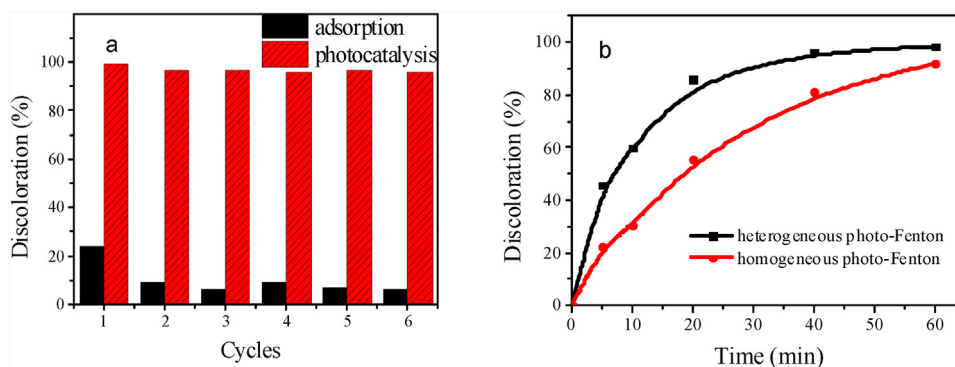 a
adsorption
photocatalysis
Discoloration (%)
100
80
60
40
20
0
1 2 3 4 5 6
Cycles
b
Discoloration (%)
100
80
60
40
20
0
heterogeneous photo-Fenton
homogeneous photo-Fenton
0 10 20 30 40 50 60
Time (min)